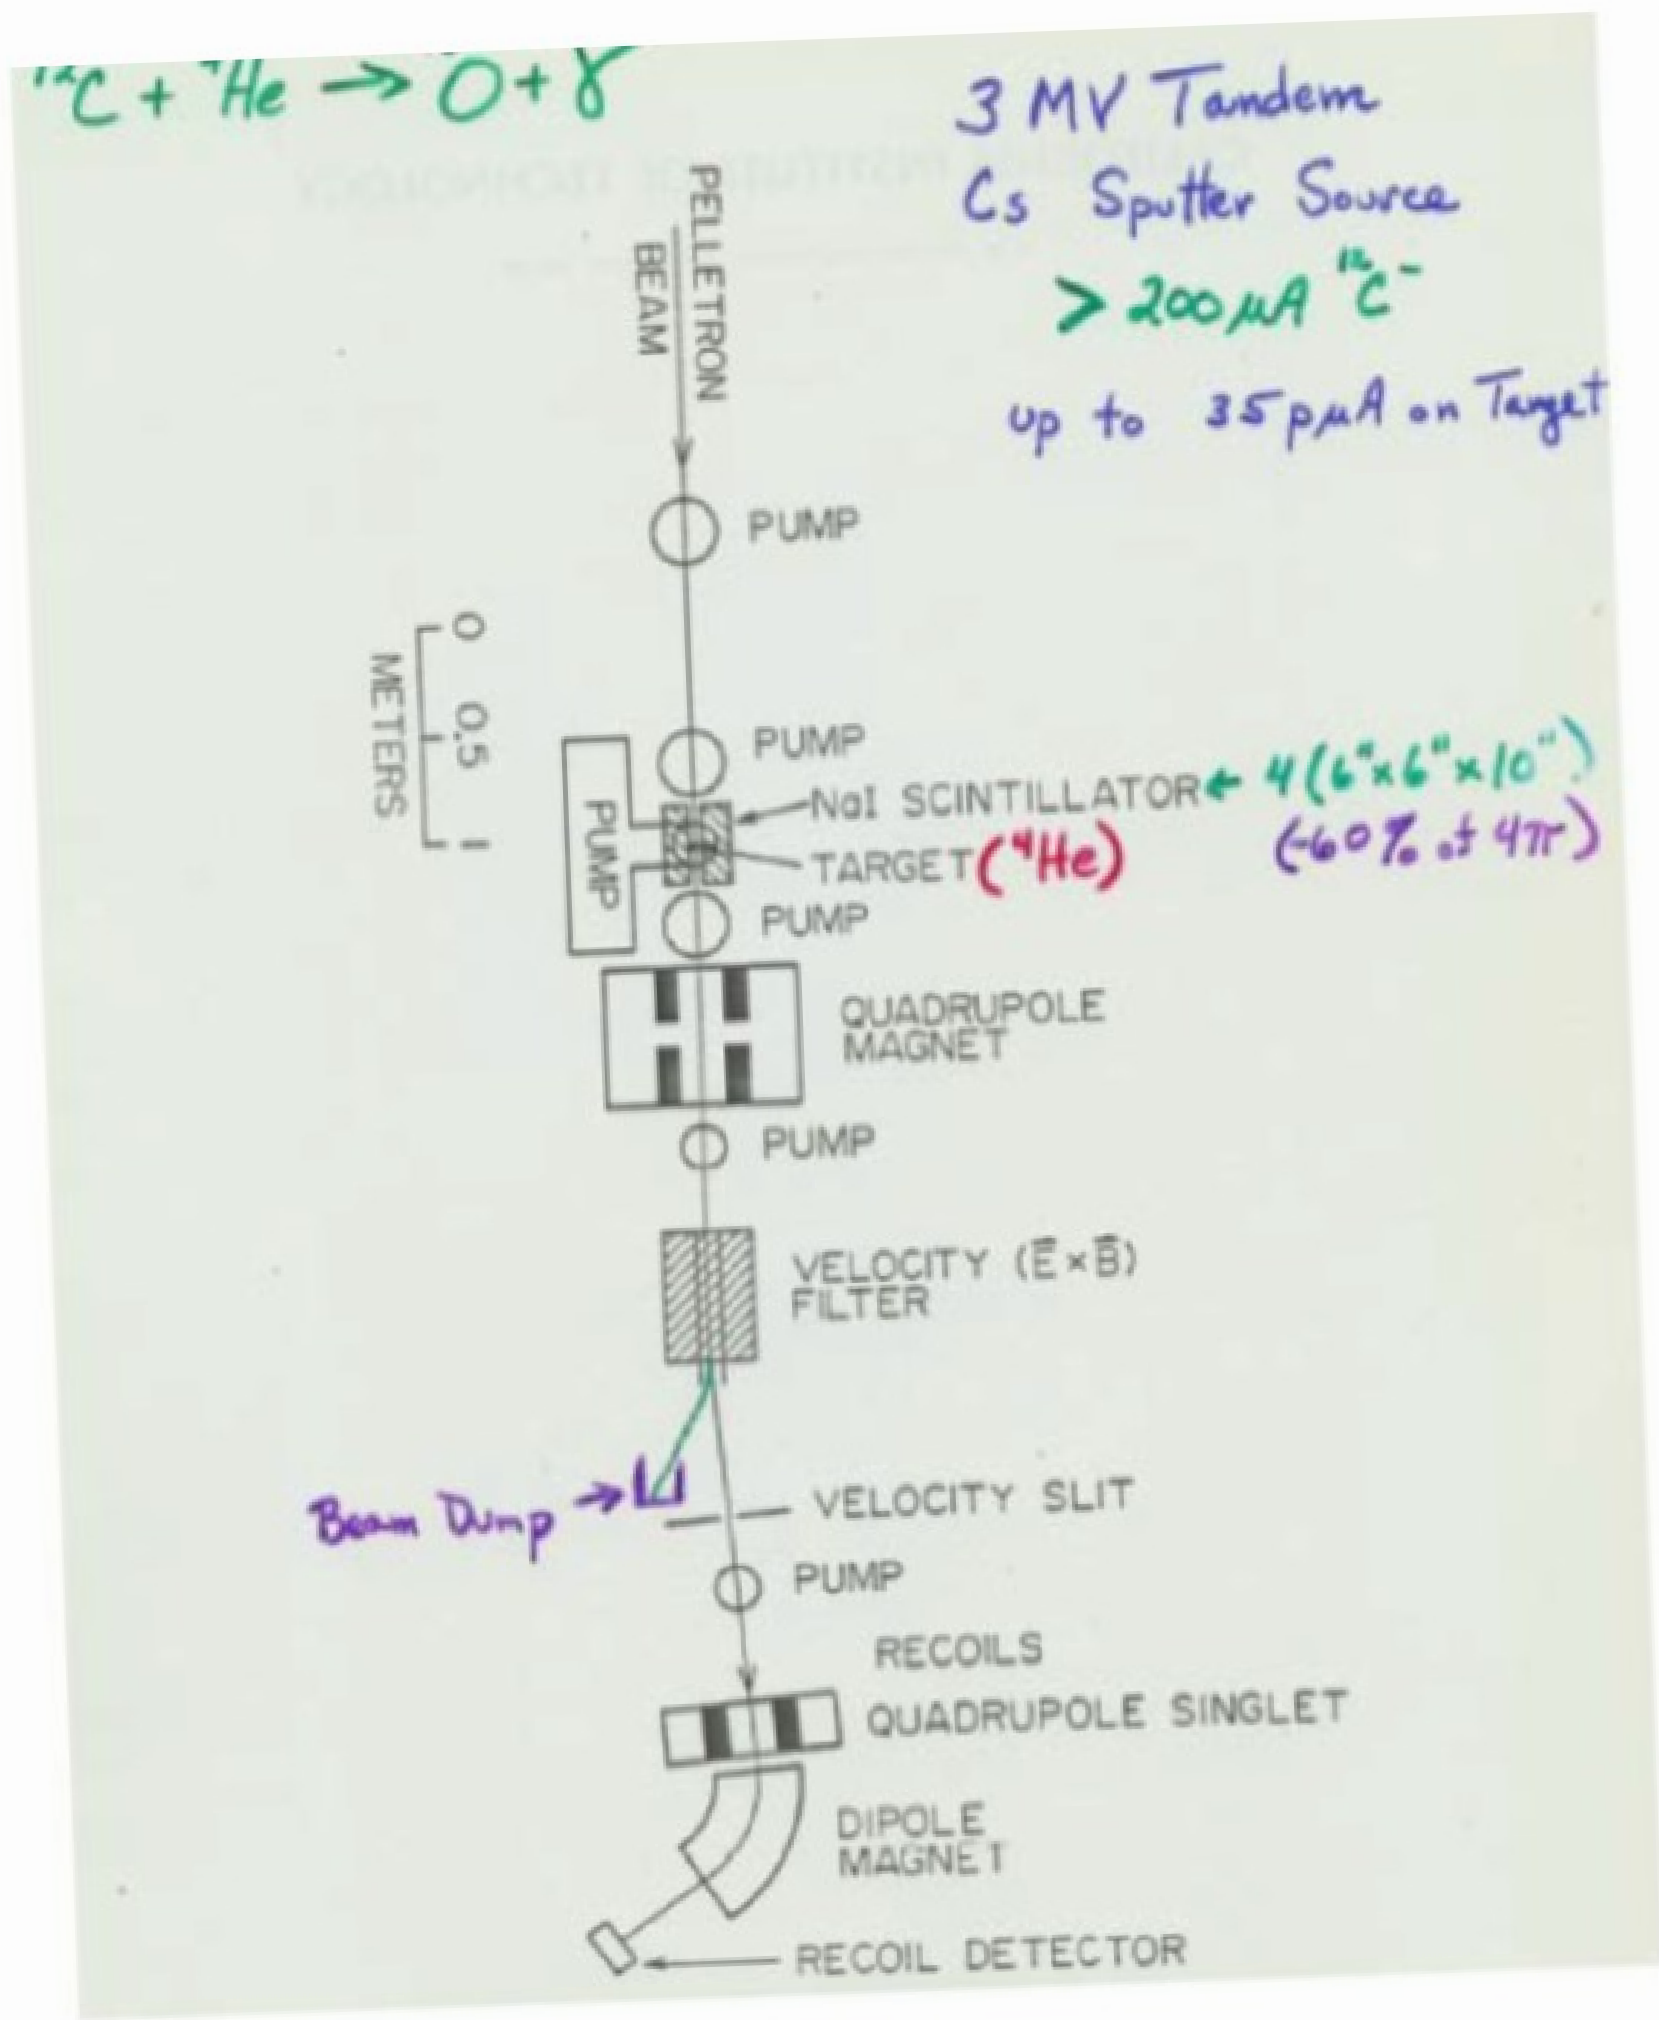 ¹²C + ⁴He → O + γ
3 MV Tandem
Cs Sputter Source
> 200 μA ¹²C⁻
up to 35 pμA on Target
PELLETRON
BEAM
PUMP
0 0.5 1
METERS
PUMP
PUMP
NaI SCINTILLATOR ← 4(6"x6"x10")
(~60% of 4π)
TARGET (⁴He)
PUMP
QUADRUPOLE
MAGNET
PUMP
VELOCITY (E̅×B̅)
FILTER
Beam Dump →
VELOCITY SLIT
PUMP
RECOILS
QUADRUPOLE SINGLET
DIPOLE
MAGNET
RECOIL DETECTOR